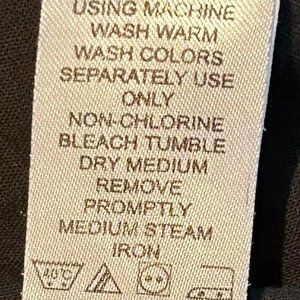 USING MACHINE
WASH WARM
WASH COLORS
SEPARATELY USE
ONLY
NON-CHLORINE
BLEACH TUMBLE
DRY MEDIUM
REMOVE
PROMPTLY
MEDIUM STEAM
IRON
40°C